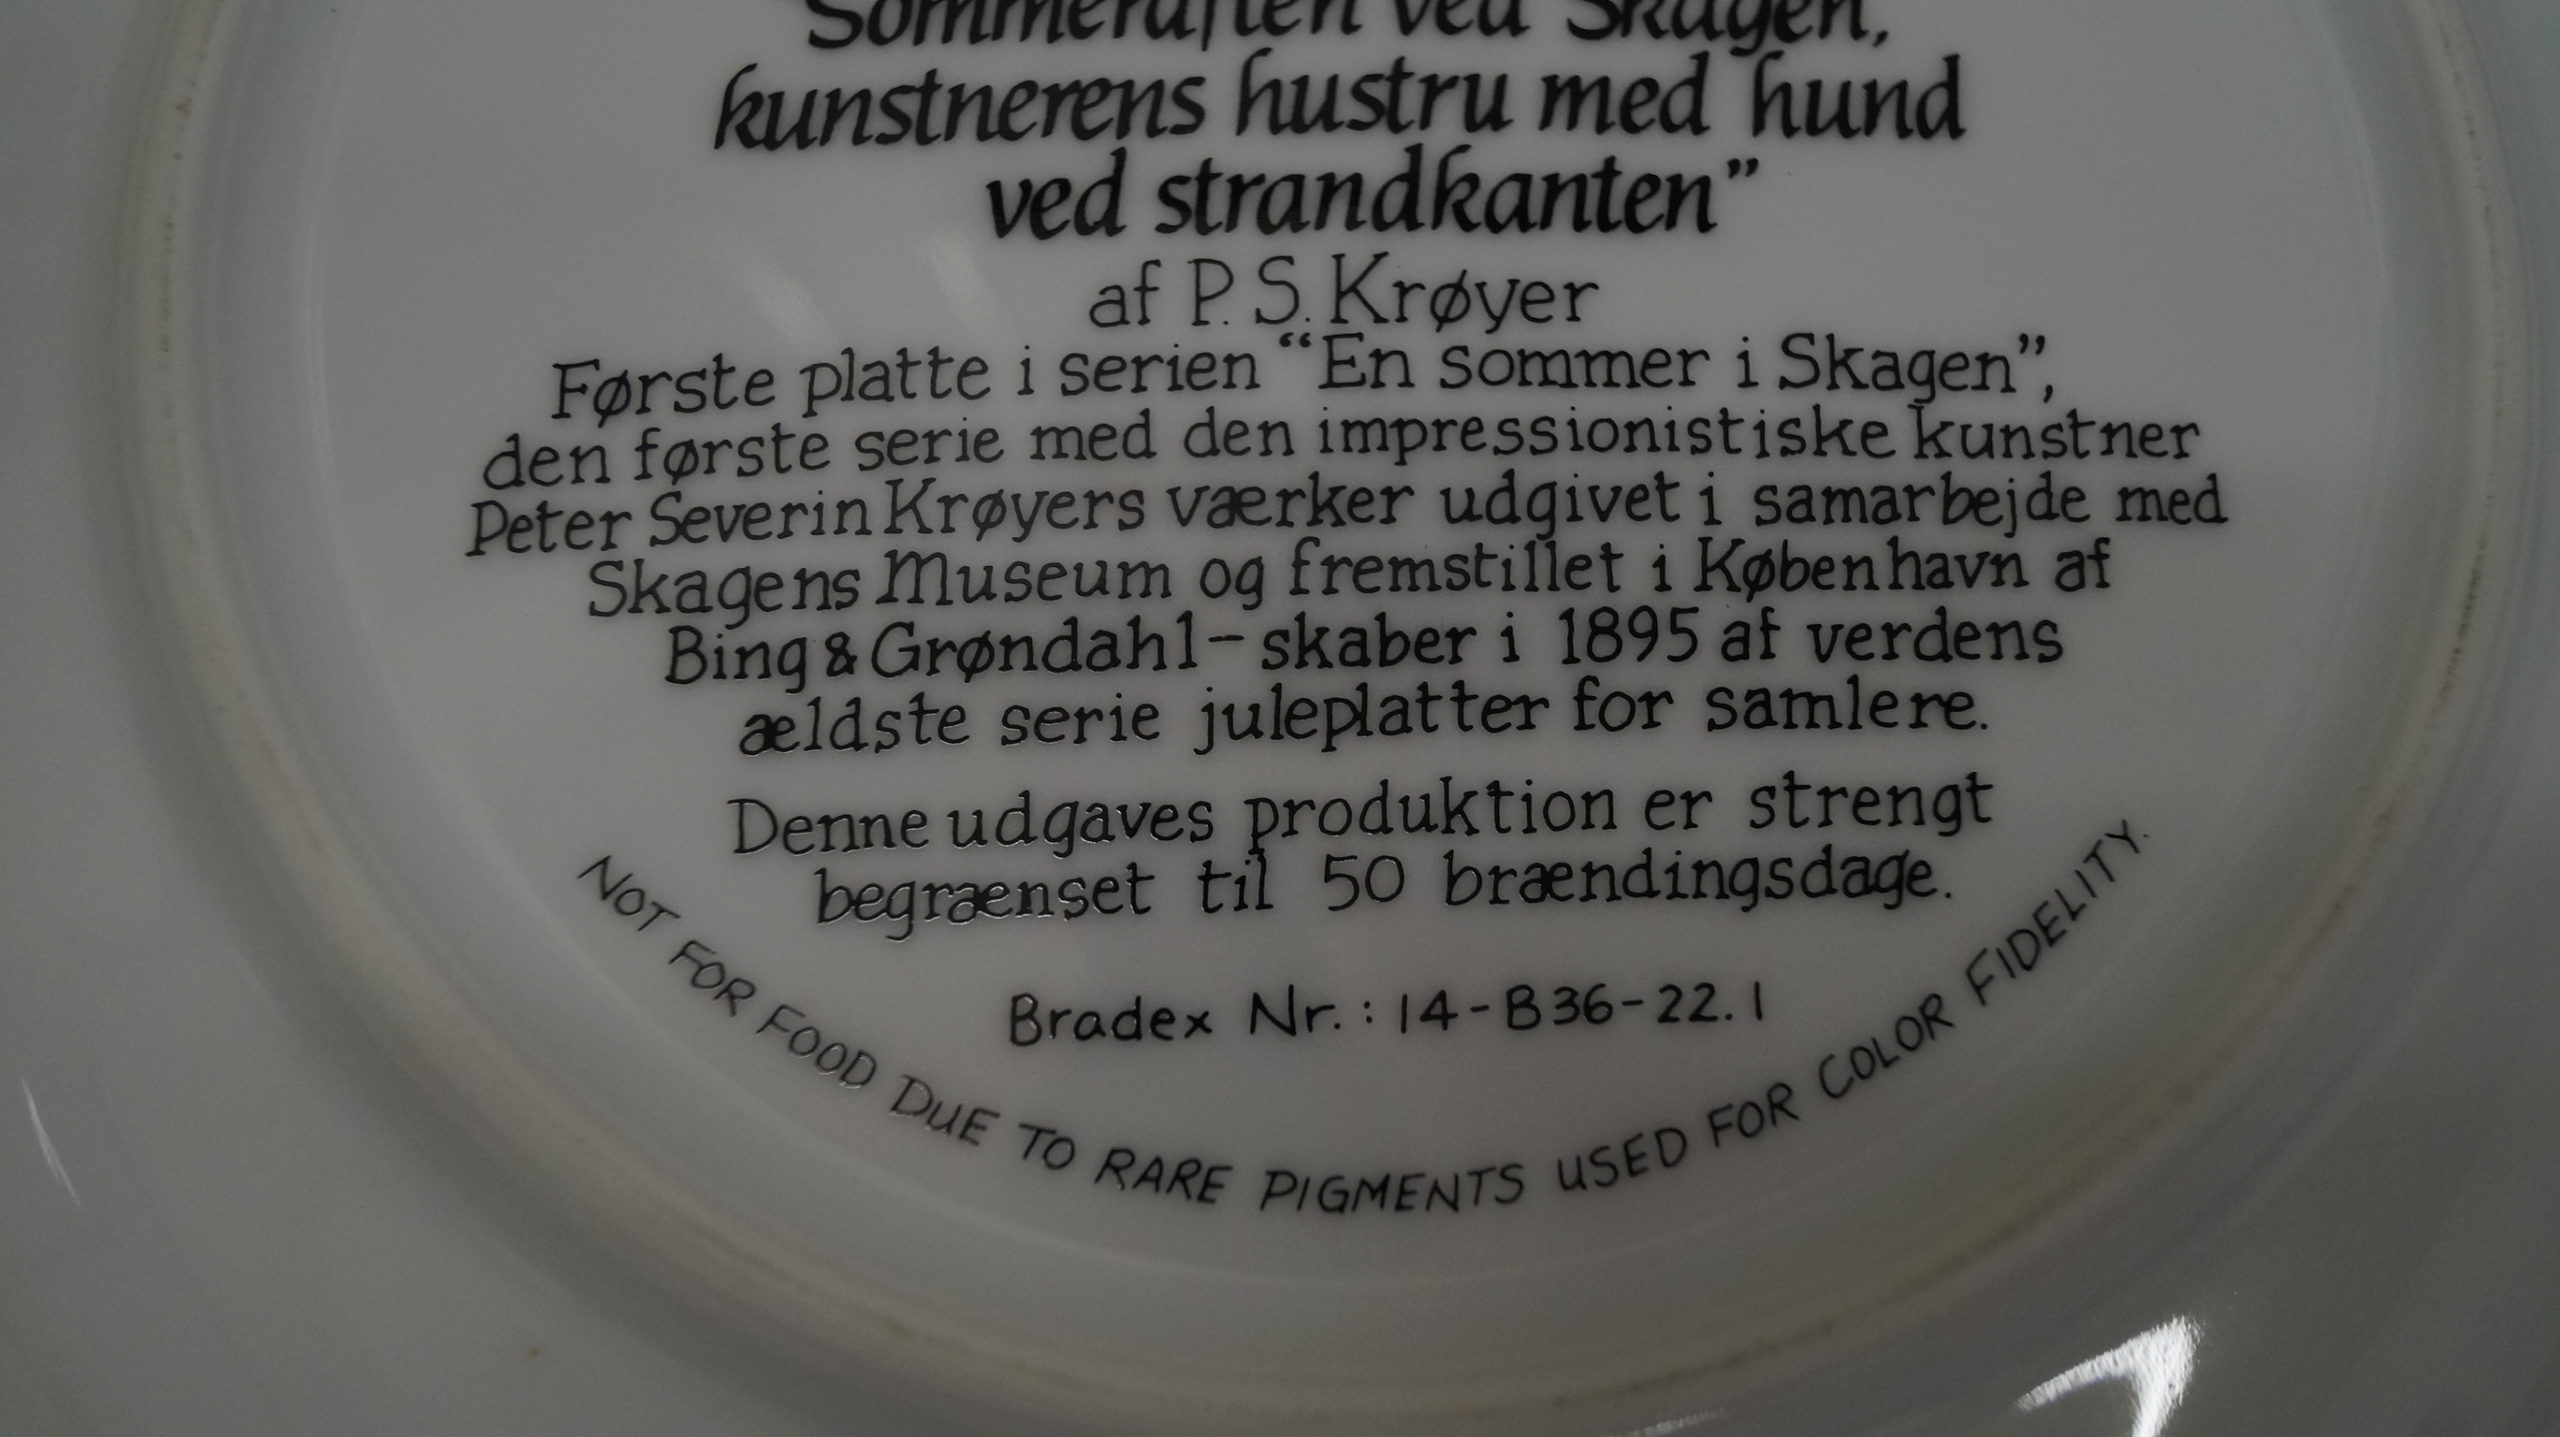 "Sommeraften ved Skagen,
kunstnerens hustru med hund
ved strandkanten”
af P. S. Krøyer
Første platte i serien “En sommer i Skagen”,
den første serie med den impressionistiske kunstner
Peter Severin Krøyers værker udgivet i samarbejde med
Skagens Museum og fremstillet i København af
Bing & Grøndahl – skaber i 1895 af verdens
ældste serie juleplatter for samlere.
Denne udgaves produktion er strengt
begrænset til 50 brændingsdage.
Bradex Nr.: 14-B36-22.1
NOT FOR FOOD DUE TO RARE PIGMENTS USED FOR COLOR FIDELITY.